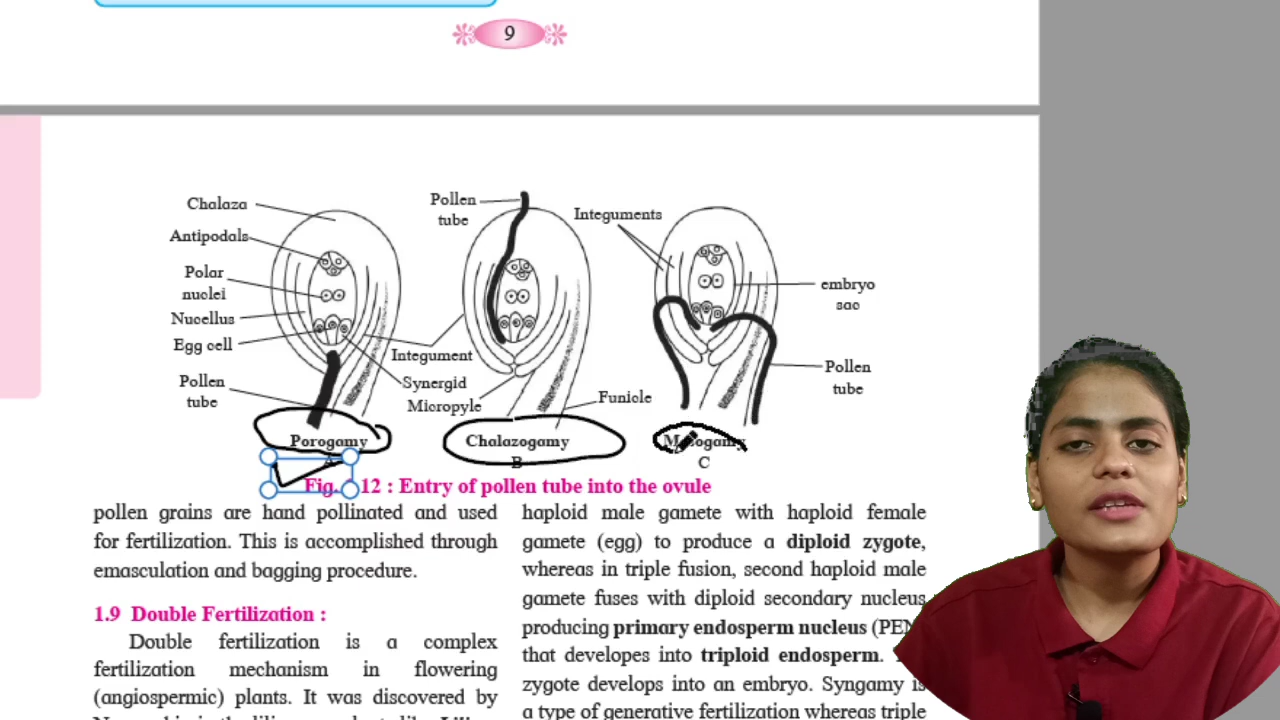 9
Chalaza
Antipodals
Polar
nuclei
Nucellus
Egg cell
Pollen
tube
Pollen
tube
Integument
Synergid
Micropyle
Funicle
Integuments
embryo
sac
Pollen
tube
Porogamy
A
Chalazogamy
B
C
Fig. 12 : Entry of pollen tube into the ovule
pollen grains are hand pollinated and used
for fertilization. This is accomplished through
emasculation and bagging procedure.
1.9 Double Fertilization :
Double fertilization is a complex
fertilization mechanism in flowering
(angiospermic) plants. It was discovered by
haploid male gamete with haploid female
gamete (egg) to produce a diploid zygote,
whereas in triple fusion, second haploid male
gamete fuses with diploid secondary nucleus
producing primary endosperm nucleus (PEN
that developes into triploid endosperm.
zygote develops into an embryo. Syngamy is
a type of generative fertilization whereas triple